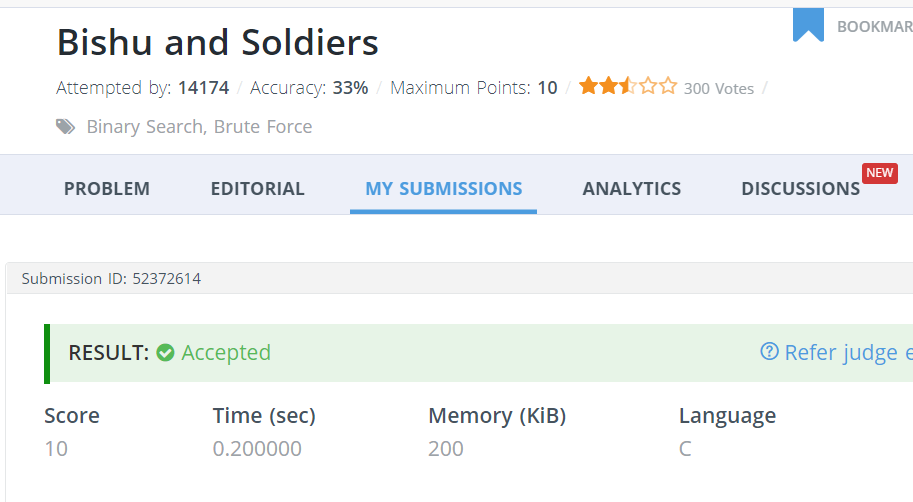 Bishu and Soldiers
BOOKMAR
Attempted by: 14174 / Accuracy: 33% / Maximum Points: 10 / 300 Votes /
Binary Search, Brute Force
PROBLEM EDITORIAL MY SUBMISSIONS ANALYTICS DISCUSSIONS NEW
Submission ID: 52372614
RESULT: Accepted Refer judge e
Score Time (sec) Memory (KiB) Language
10 0.200000 200 C